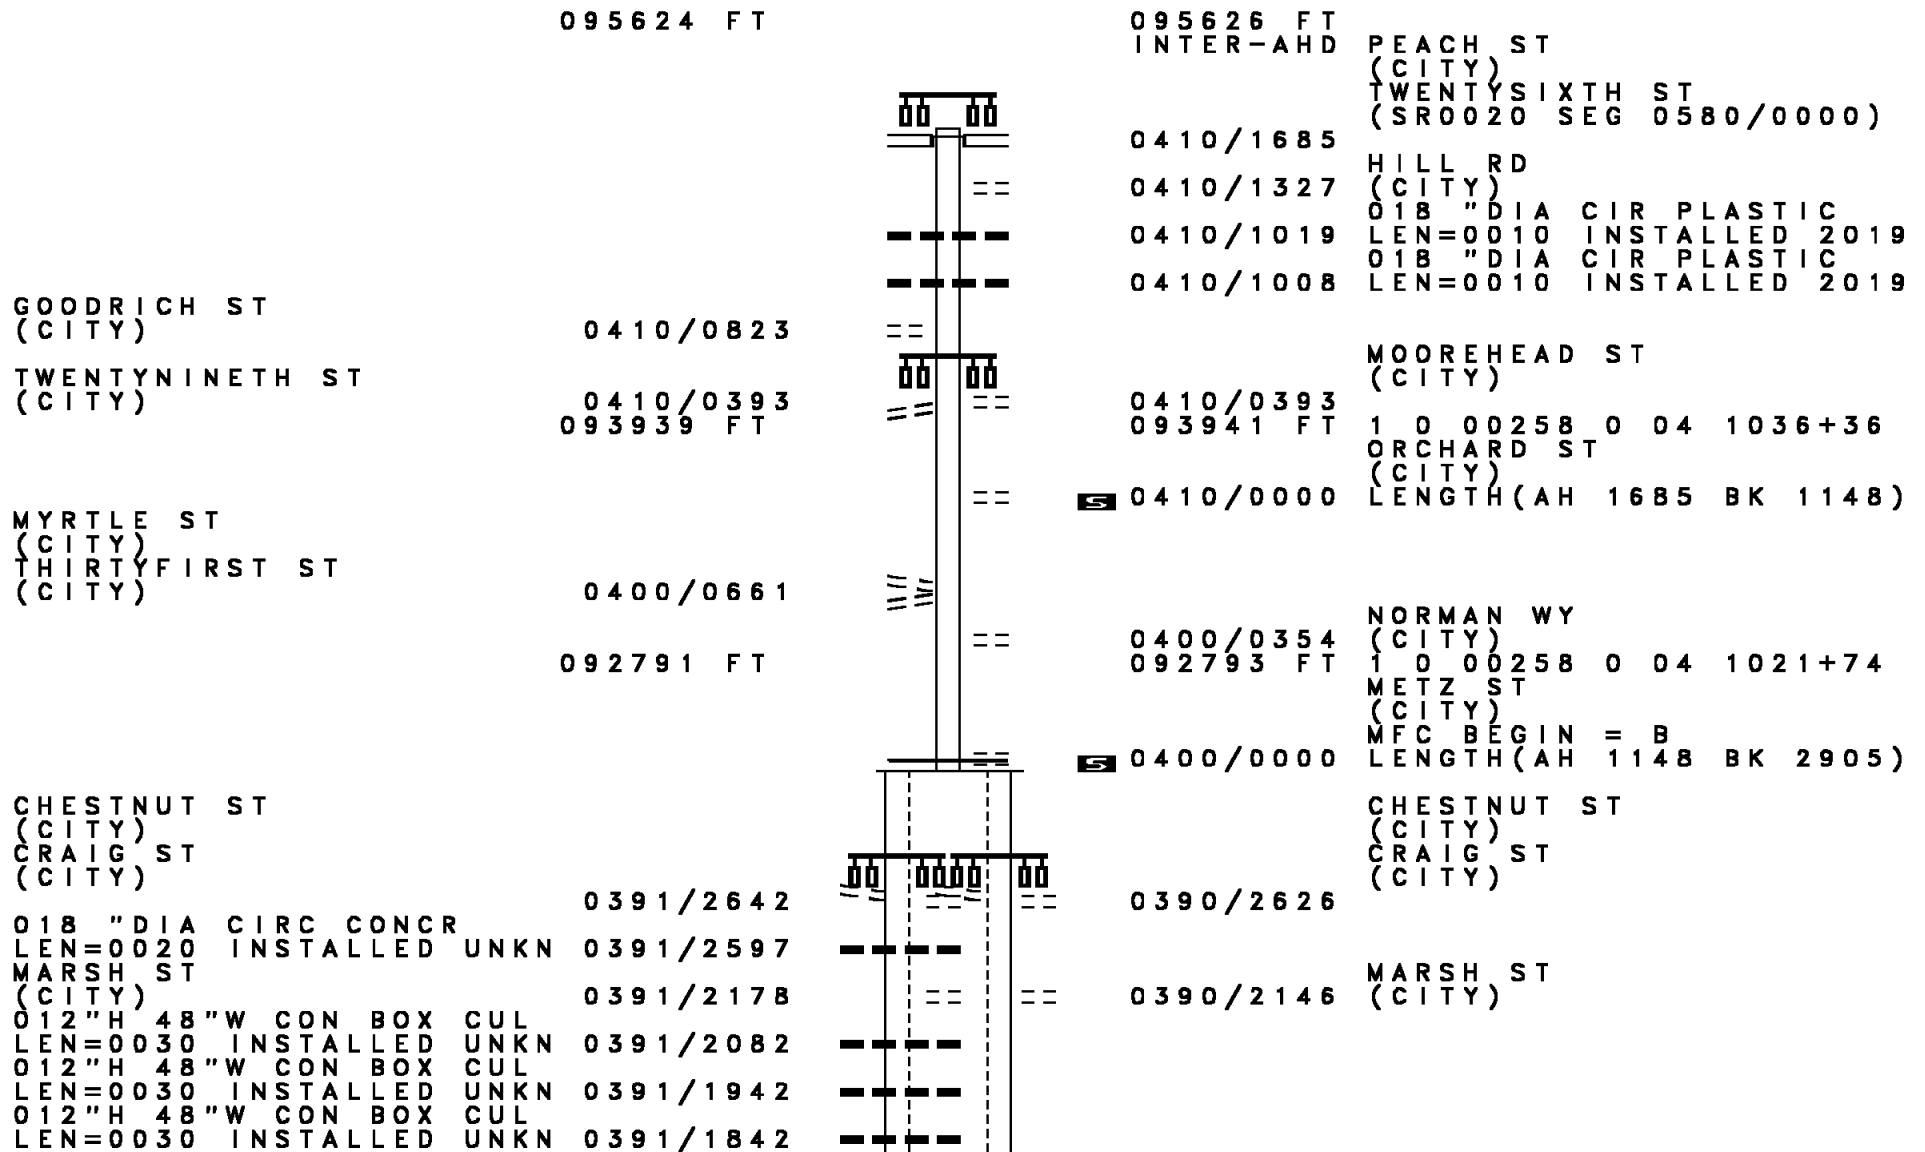 095624 FT 095626 FT
INTER-AHD PEACH ST
(CITY)
TWENTYSIXTH ST
(SR0020 SEG 0580/0000)
0410/1685
HILL RD
0410/1327 (CITY)
018 "DIA CIR PLASTIC
0410/1019 LEN=0010 INSTALLED 2019
018 "DIA CIR PLASTIC
0410/1008 LEN=0010 INSTALLED 2019
GOODRICH ST
(CITY) 0410/0823
MOOREHEAD ST
TWENTYNINETH ST (CITY)
(CITY) 0410/0393 0410/0393
093939 FT 093941 FT 1 0 00258 0 04 1036+36
ORCHARD ST
(CITY)
S 0410/0000 LENGTH(AH 1685 BK 1148)
MYRTLE ST
(CITY)
THIRTYFIRST ST
(CITY) 0400/0661
NORMAN WY
0400/0354 (CITY)
092791 FT 092793 FT 1 0 00258 0 04 1021+74
METZ ST
(CITY)
MFC BEGIN = B
S 0400/0000 LENGTH(AH 1148 BK 2905)
CHESTNUT ST CHESTNUT ST
(CITY) (CITY)
CRAIG ST CRAIG ST
(CITY) (CITY)
0391/2642 0390/2626
018 "DIA CIRC CONCR
LEN=0020 INSTALLED UNKN 0391/2597
MARSH ST MARSH ST
(CITY) 0391/2178 0390/2146 (CITY)
012"H 48"W CON BOX CUL
LEN=0030 INSTALLED UNKN 0391/2082
012"H 48"W CON BOX CUL
LEN=0030 INSTALLED UNKN 0391/1942
012"H 48"W CON BOX CUL
LEN=0030 INSTALLED UNKN 0391/1842